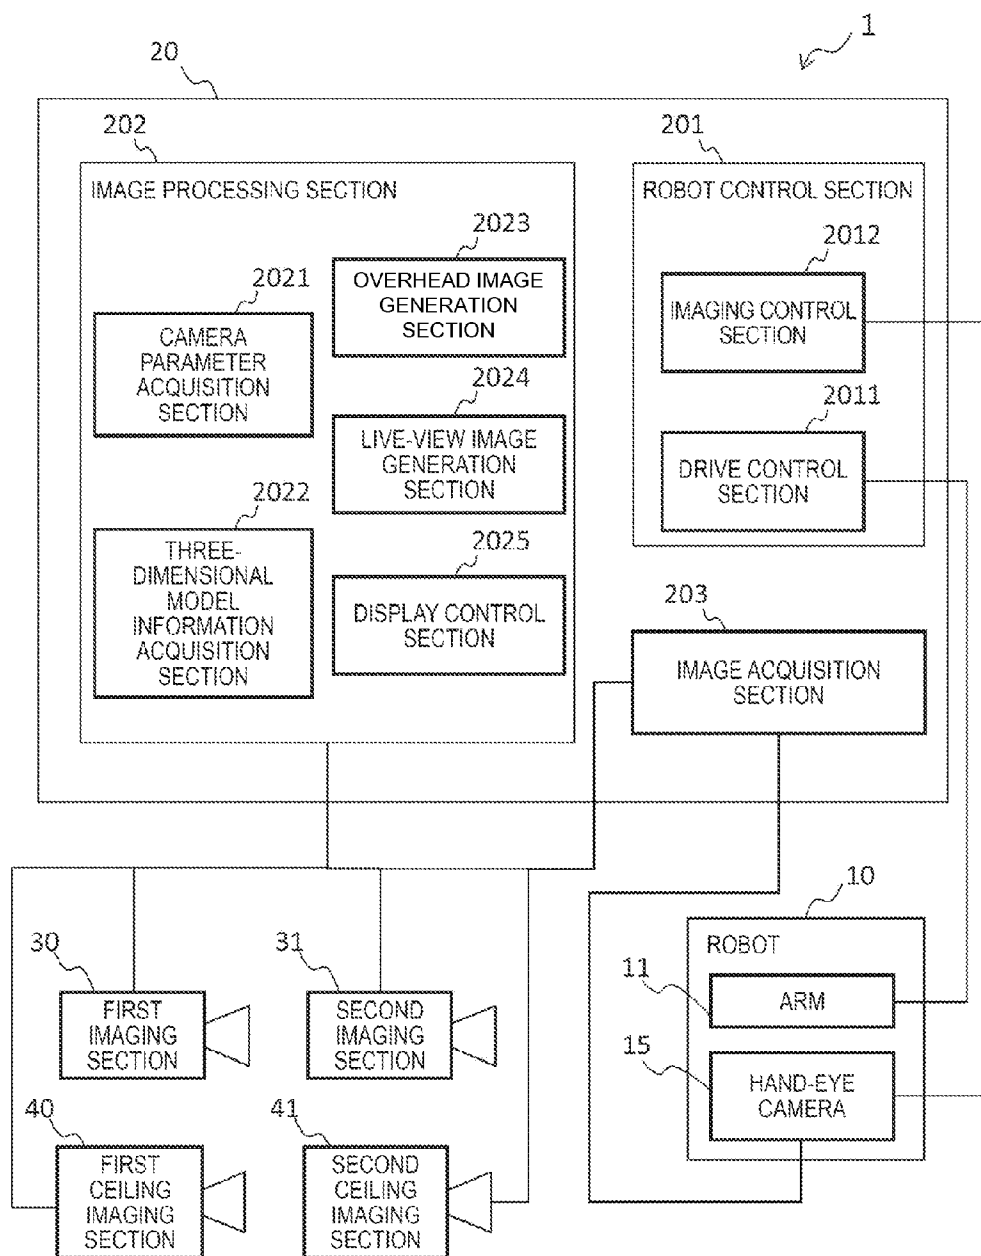 1
20
202
IMAGE PROCESSING SECTION
2023
OVERHEAD IMAGE
GENERATION
SECTION
2021
CAMERA
PARAMETER
ACQUISITION
SECTION
2024
LIVE-VIEW IMAGE
GENERATION
SECTION
2022
THREE-
DIMENSIONAL
MODEL
INFORMATION
ACQUISITION
SECTION
2025
DISPLAY CONTROL
SECTION
201
ROBOT CONTROL SECTION
2012
IMAGING CONTROL
SECTION
2011
DRIVE CONTROL
SECTION
203
IMAGE ACQUISITION
SECTION
30
FIRST
IMAGING
SECTION
31
SECOND
IMAGING
SECTION
40
FIRST
CEILING
IMAGING
SECTION
41
SECOND
CEILING
IMAGING
SECTION
10
ROBOT
11
ARM
15
HAND-EYE
CAMERA